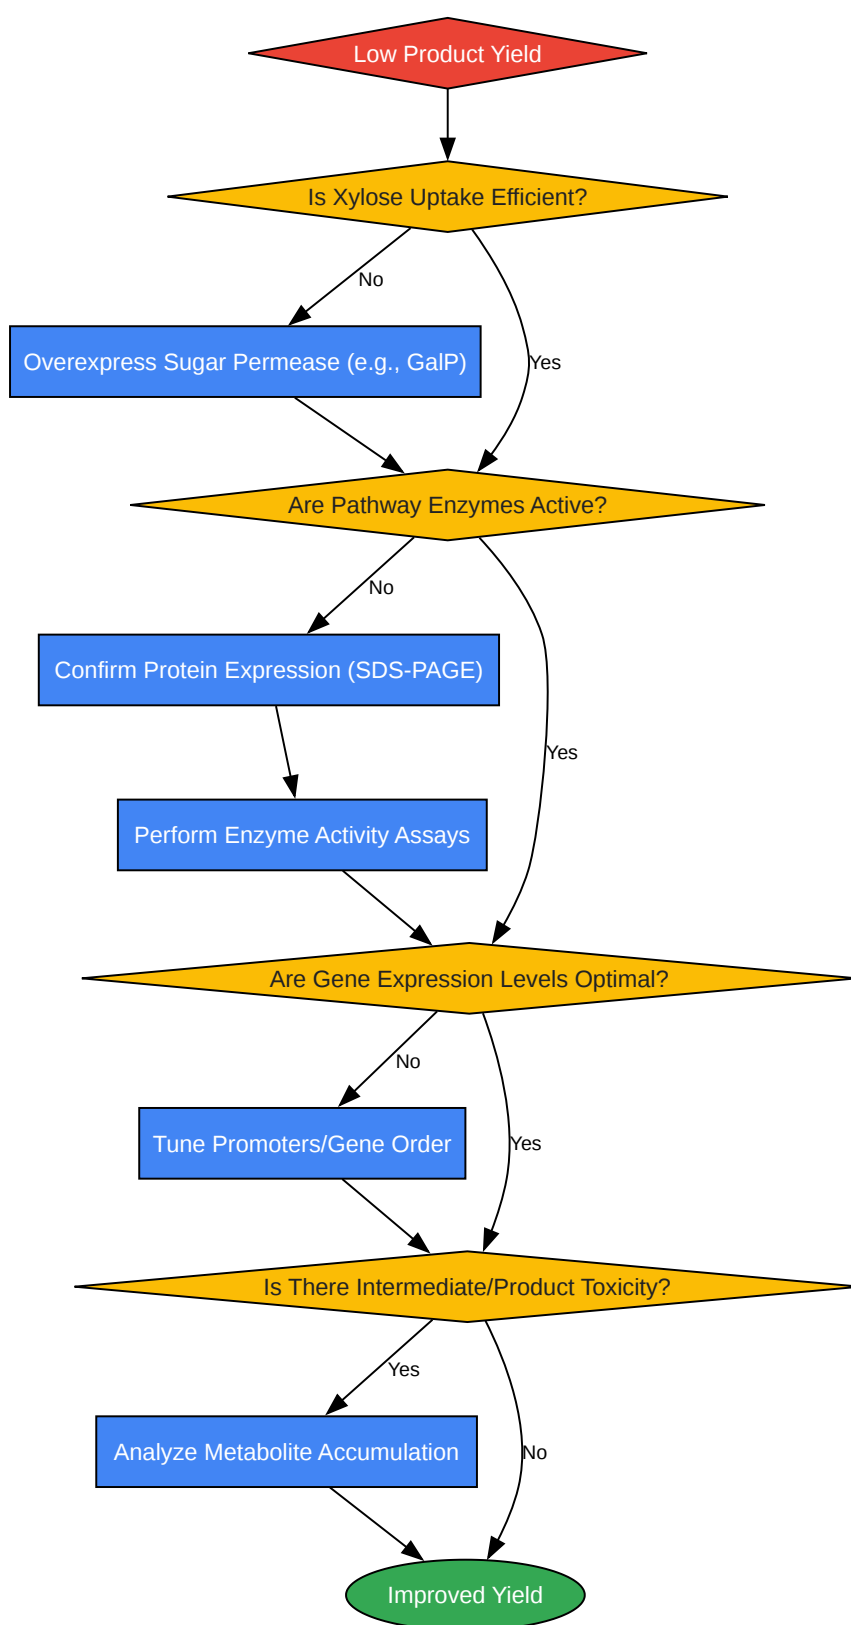 Low Product Yield
Is Xylose Uptake Efficient?
No
Overexpress Sugar Permease (e.g., GalP)
Yes
Are Pathway Enzymes Active?
No
Confirm Protein Expression (SDS-PAGE)
Yes
Perform Enzyme Activity Assays
Are Gene Expression Levels Optimal?
No
Tune Promoters/Gene Order
Yes
Is There Intermediate/Product Toxicity?
Yes
Analyze Metabolite Accumulation
No
Improved Yield